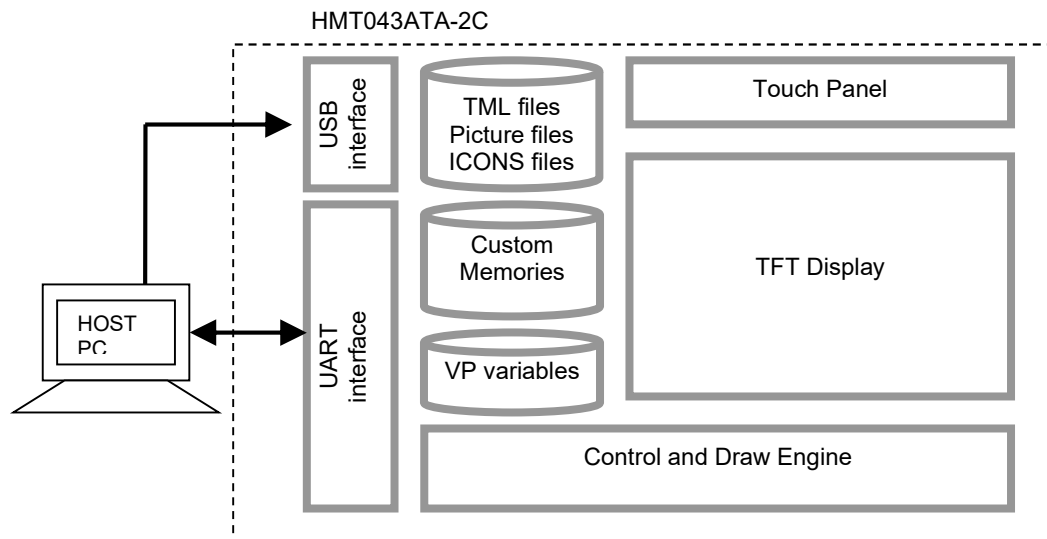 HMT043ATA-2C
USB
interface
TML files
Picture files
ICONS files
Touch Panel
Custom
Memories
TFT Display
HOST
PC
UART
interface
VP variables
Control and Draw Engine